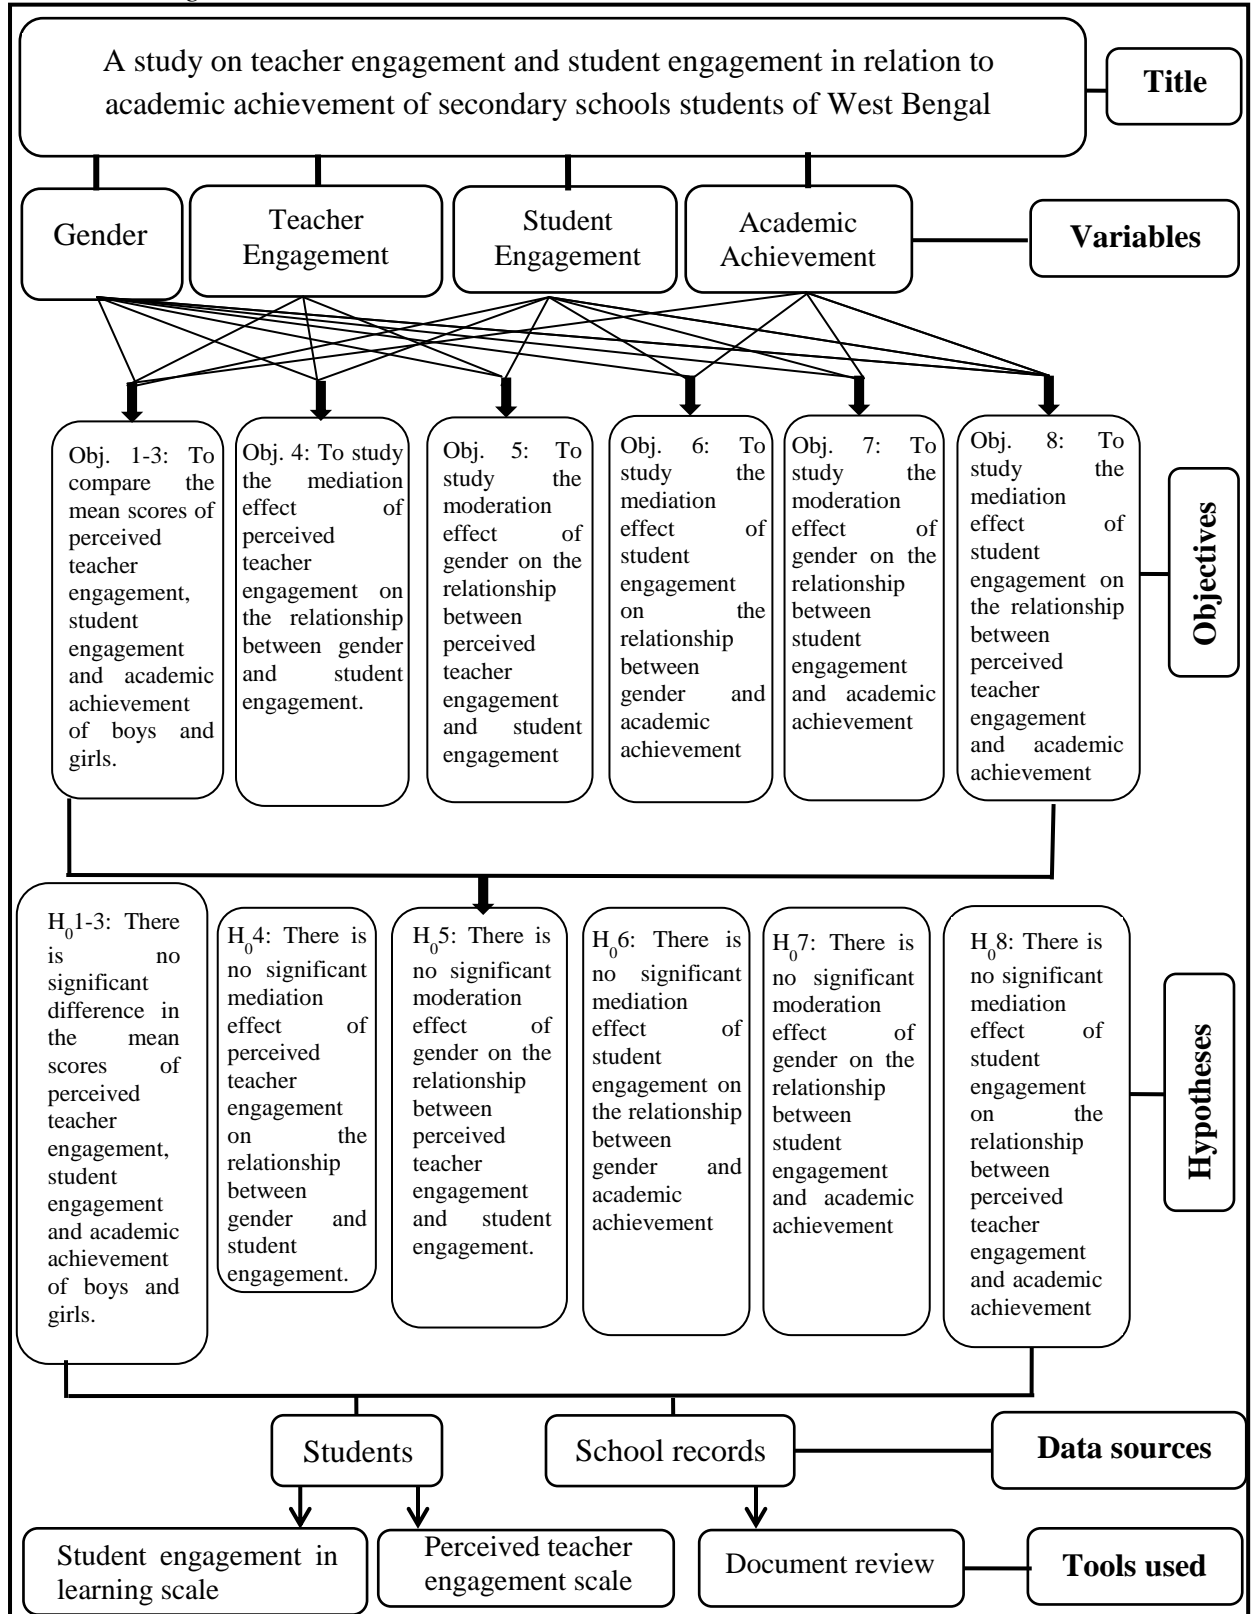 A study on teacher engagement and student engagement in relation to
academic achievement of secondary schools students of West Bengal
Title
Gender
Teacher
Engagement
Student
Engagement
Academic
Achievement
Variables
Obj. 1-3: To
compare the
mean scores of
perceived
teacher
engagement,
student
engagement
and academic
achievement
of boys and
girls.
Obj. 4: To study
the mediation
effect of
perceived
teacher
engagement on
the relationship
between gender
and student
engagement.
Obj. 5: To
study the
moderation
effect of
gender on the
relationship
between
perceived
teacher
engagement
and student
engagement
Obj. 6: To
study the
mediation
effect of
student
engagement
on the
relationship
between
gender and
academic
achievement
Obj. 7: To
study the
moderation
effect of
gender on the
relationship
between
student
engagement
and academic
achievement
Obj. 8: To
study the
mediation
effect of
student
engagement on
the relationship
between
perceived
teacher
engagement
and academic
achievement
Objectives
H₀1-3: There
is no
significant
difference in
the mean
scores of
perceived
teacher
engagement,
student
engagement
and academic
achievement
of boys and
girls.
H₀4: There is
no significant
mediation
effect of
perceived
teacher
engagement
on the
relationship
between
gender and
student
engagement.
H₀5: There is
no significant
moderation
effect of
gender on the
relationship
between
perceived
teacher
engagement
and student
engagement.
H₀6: There is
no significant
mediation
effect of
student
engagement on
the relationship
between
gender and
academic
achievement
H₀7: There is
no significant
moderation
effect of
gender on the
relationship
between
student
engagement
and academic
achievement
H₀8: There is
no significant
mediation
effect of
student
engagement
on the
relationship
between
perceived
teacher
engagement
and academic
achievement
Hypotheses
Students
School records
Data sources
Student engagement in
learning scale
Perceived teacher
engagement scale
Document review
Tools used